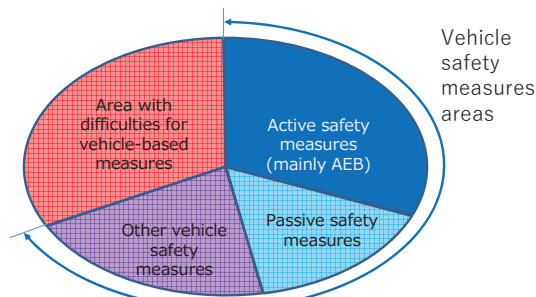 Vehicle
safety
measures
areas
Area with
difficulties for
vehicle-based
measures
Active safety
measures
(mainly AEB)
Other vehicle
safety
measures
Passive safety
measures